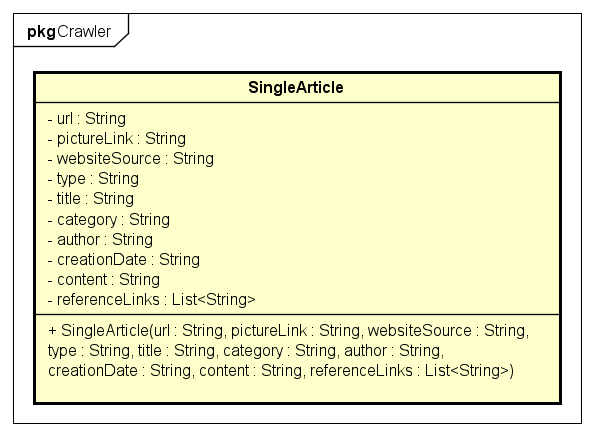 pkg Crawler
SingleArticle
- url : String
- pictureLink : String
- websiteSource : String
- type : String
- title : String
- category : String
- author : String
- creationDate : String
- content : String
- referenceLinks : List<String>
+ SingleArticle(url : String, pictureLink : String, websiteSource : String,
type : String, title : String, category : String, author : String,
creationDate : String, content : String, referenceLinks : List<String>)